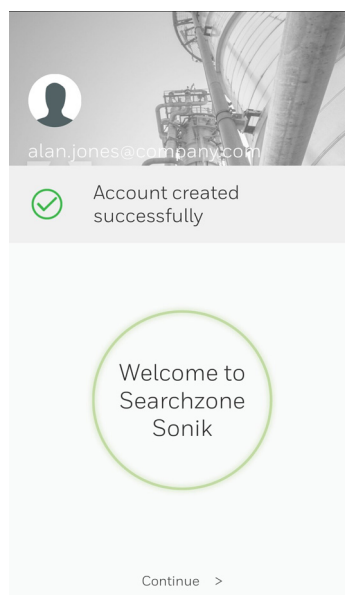 alan.jones@company.com
Account created
successfully
Welcome to
Searchzone
Sonik
Continue >